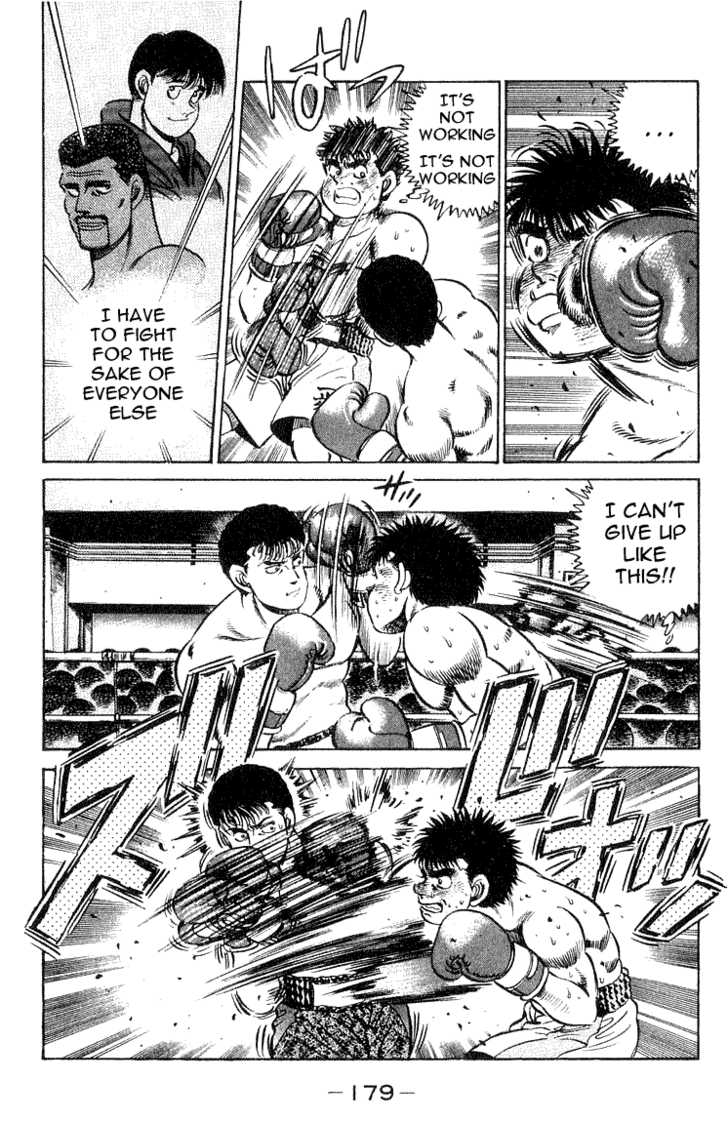 ...
IT'S
NOT
WORKING
IT'S NOT
WORKING
I HAVE
TO FIGHT
FOR THE
SAKE OF
EVERYONE
ELSE
I CAN'T
GIVE UP
LIKE
THIS!!
–179–